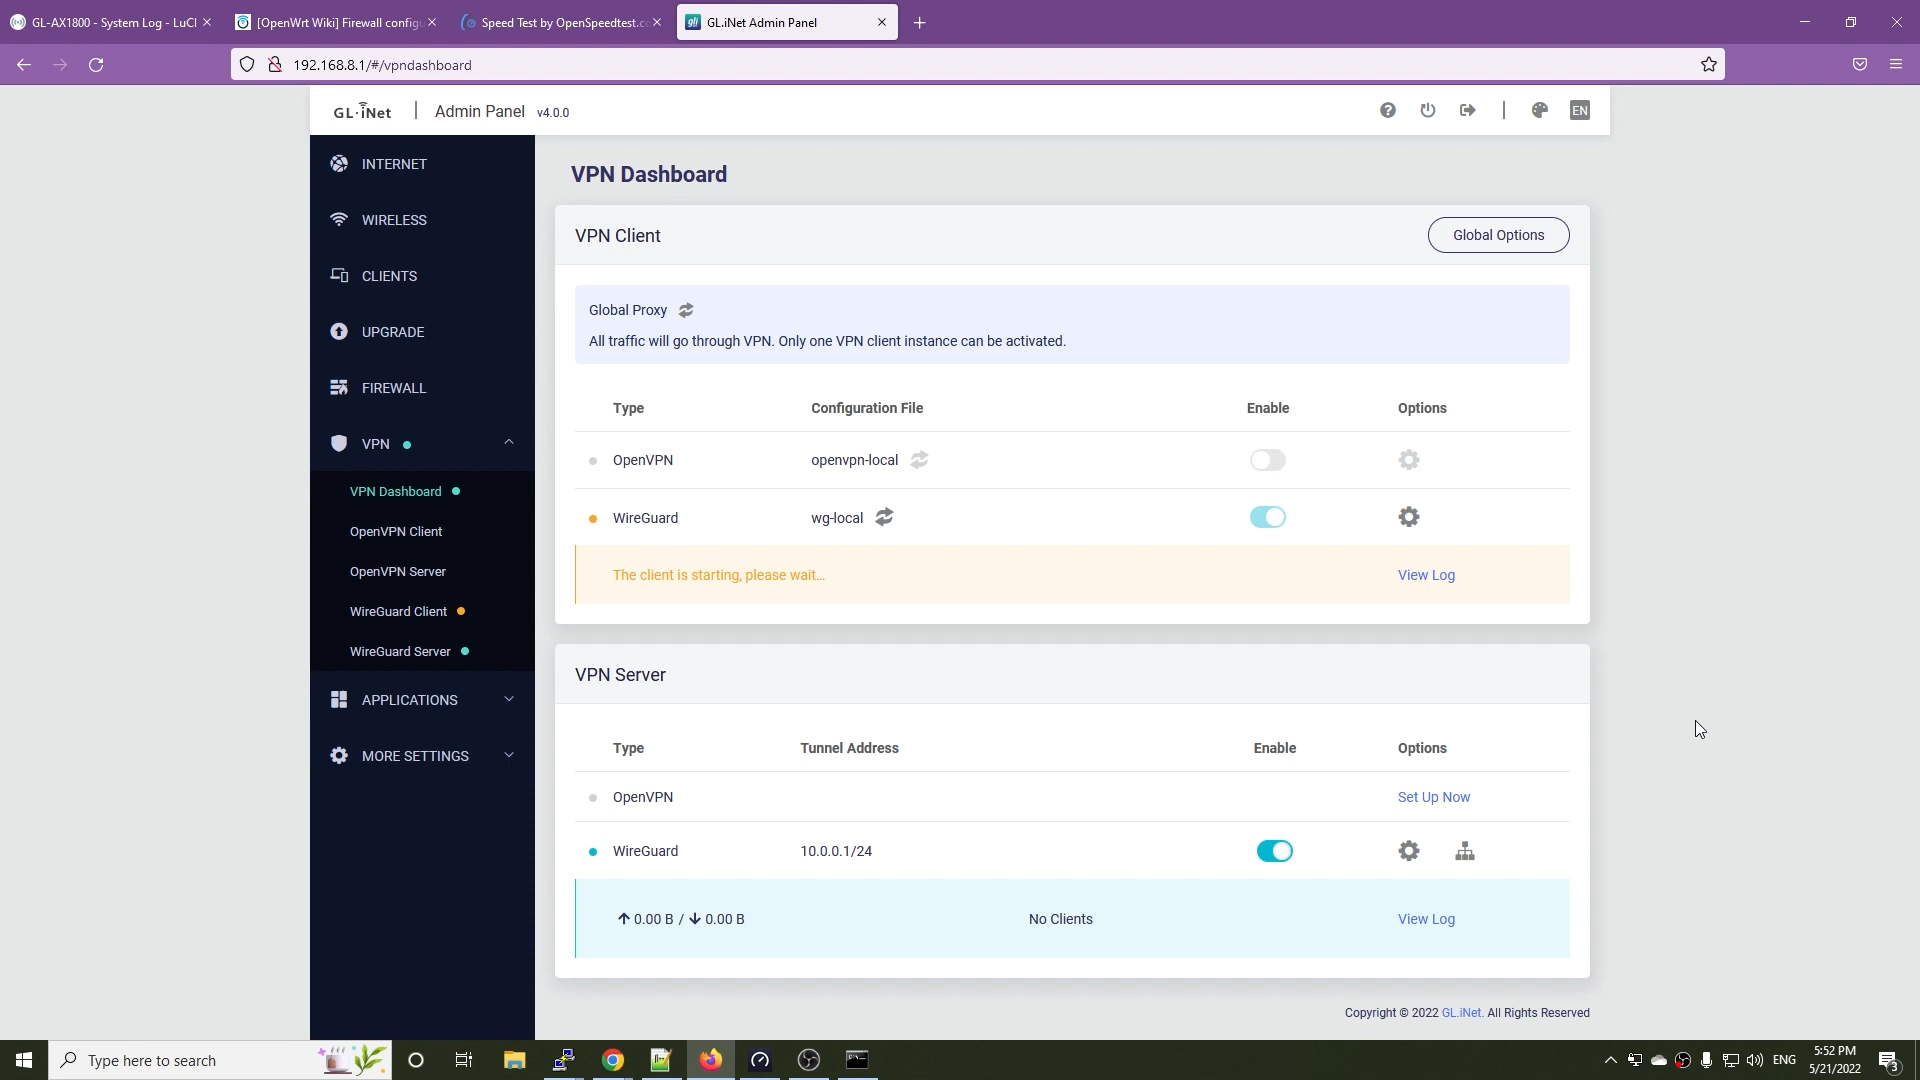 GL-AX1800 - System Log - LuCI
[OpenWrt Wiki] Firewall config
Speed Test by OpenSpeedtest.c
GL.iNet Admin Panel
192.168.8.1/#/vpndashboard
GL·iNet | Admin Panel v4.0.0
EN
INTERNET
WIRELESS
CLIENTS
UPGRADE
FIREWALL
VPN
VPN Dashboard
OpenVPN Client
OpenVPN Server
WireGuard Client
WireGuard Server
APPLICATIONS
MORE SETTINGS
VPN Dashboard
VPN Client
Global Options
Global Proxy
All traffic will go through VPN. Only one VPN client instance can be activated.
Type Configuration File Enable Options
OpenVPN openvpn-local
WireGuard wg-local
The client is starting, please wait... View Log
VPN Server
Type Tunnel Address Enable Options
OpenVPN Set Up Now
WireGuard 10.0.0.1/24
↑ 0.00 B / ↓ 0.00 B No Clients View Log
Copyright © 2022 GL.iNet. All Rights Reserved
Type here to search
ENG
5:52 PM
5/21/2022
3